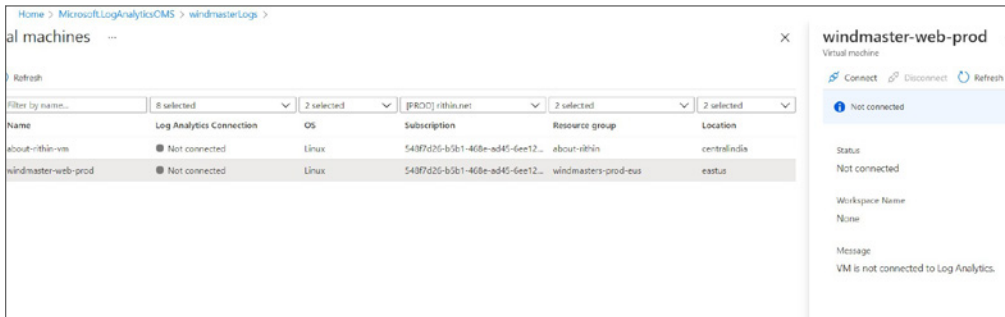 Home > Microsoft.LogAnalyticsOMS > windmasterLogs >
al machines ...
Refresh
Filter by name... 8 selected 2 selected [PROD] rithin.net 2 selected 2 selected
Name Log Analytics Connection OS Subscription Resource group Location
about-rithin-vm Not connected Linux 548f7d26-b5b1-468e-ad45-6ee12... about-rithin centralindia
windmaster-web-prod Not connected Linux 548f7d26-b5b1-468e-ad45-6ee12... windmasters-prod-eus eastus
windmaster-web-prod
Virtual machine
Connect Disconnect Refresh
Not connected
Status
Not connected
Workspace Name
None
Message
VM is not connected to Log Analytics.